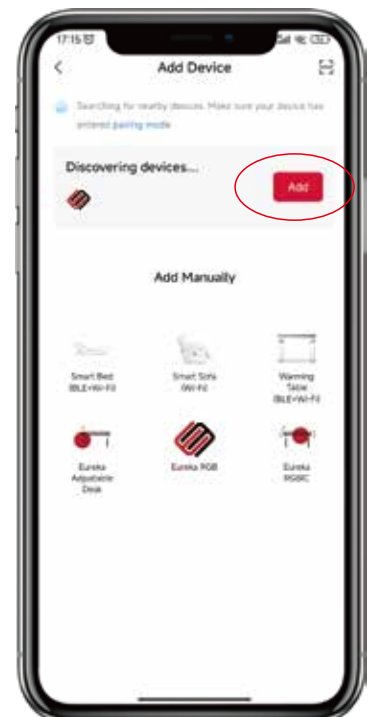 17:15
Add Device
Searching for nearby devices. Make sure your device has
entered pairing mode
Discovering devices...
Add
Add Manually
Smart Bed
(BLE+Wi-Fi)
Smart Sofa
(Wi-Fi)
Warming
Table
(BLE+Wi-Fi)
Eureka
Adjustable
Desk
Eureka RGB
Eureka
RGBIC